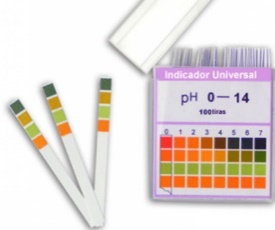 Indicador Universal
pH 0–14
100tiras
0 1 2 3 4 5 6 7